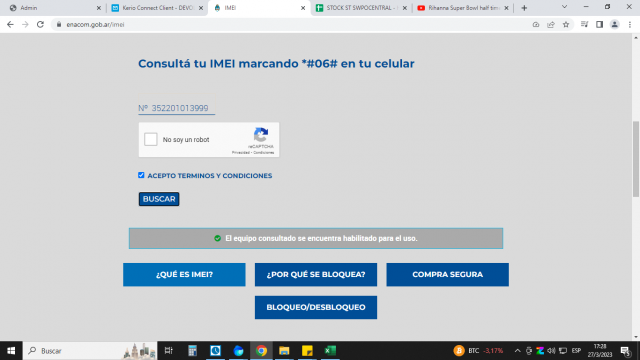 Admin
Kerio Connect Client - DEVO
IMEI
STOCK ST SWPOCENTRAL -
Rihanna Super Bowl half tim
enacom.gob.ar/imei
Consultá tu IMEI marcando *#06# en tu celular
Nº 352201013999
No soy un robot
reCAPTCHA
Privacidad - Condiciones
ACEPTO TERMINOS Y CONDICIONES
BUSCAR
El equipo consultado se encuentra habilitado para el uso.
¿QUÉ ES IMEI?
¿POR QUÉ SE BLOQUEA?
COMPRA SEGURA
BLOQUEO/DESBLOQUEO
Buscar
BTC -3,17%
ESP
17:28
27/3/2023